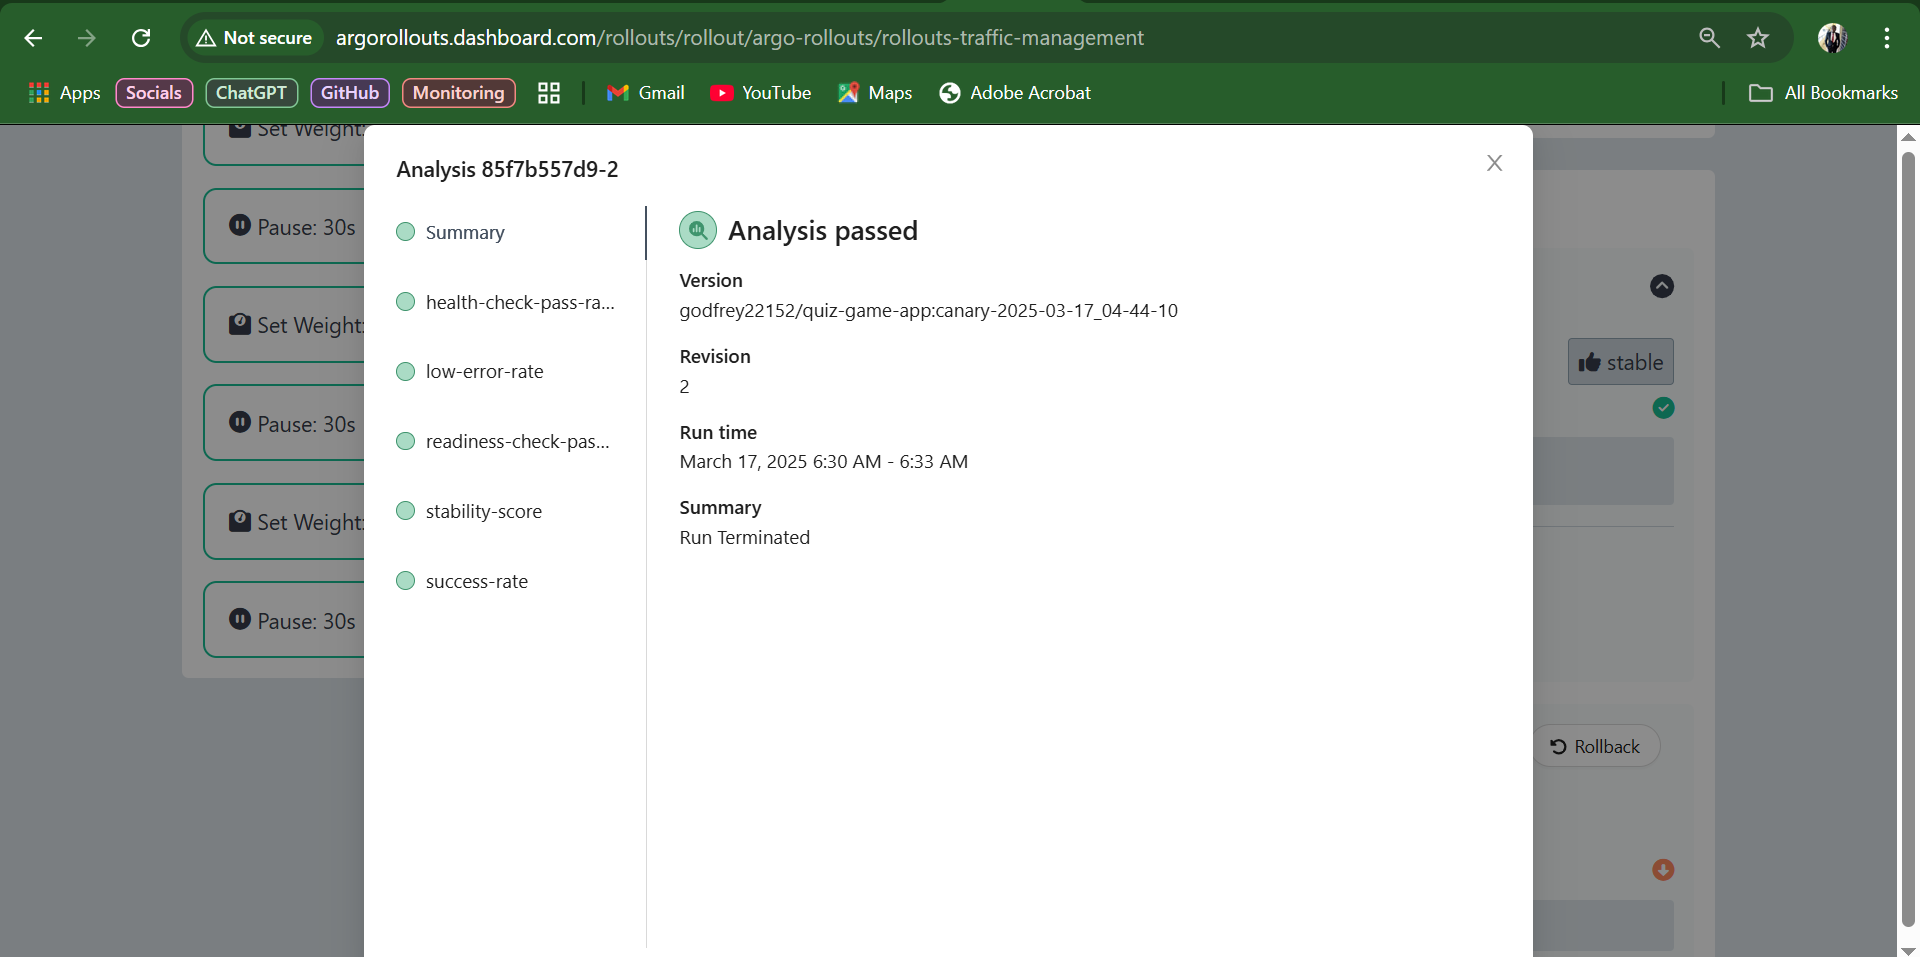 Not secure argorollouts.dashboard.com/rollouts/rollout/argo-rollouts/rollouts-traffic-management
Apps Socials ChatGPT GitHub Monitoring Gmail YouTube Maps Adobe Acrobat All Bookmarks
Set Weight:
Pause: 30s
Set Weight:
Pause: 30s
Set Weight:
Pause: 30s
Analysis 85f7b557d9-2
Summary
health-check-pass-ra...
low-error-rate
readiness-check-pas...
stability-score
success-rate
Analysis passed
Version
godfrey22152/quiz-game-app:canary-2025-03-17_04-44-10
Revision
2
Run time
March 17, 2025 6:30 AM - 6:33 AM
Summary
Run Terminated
stable
Rollback